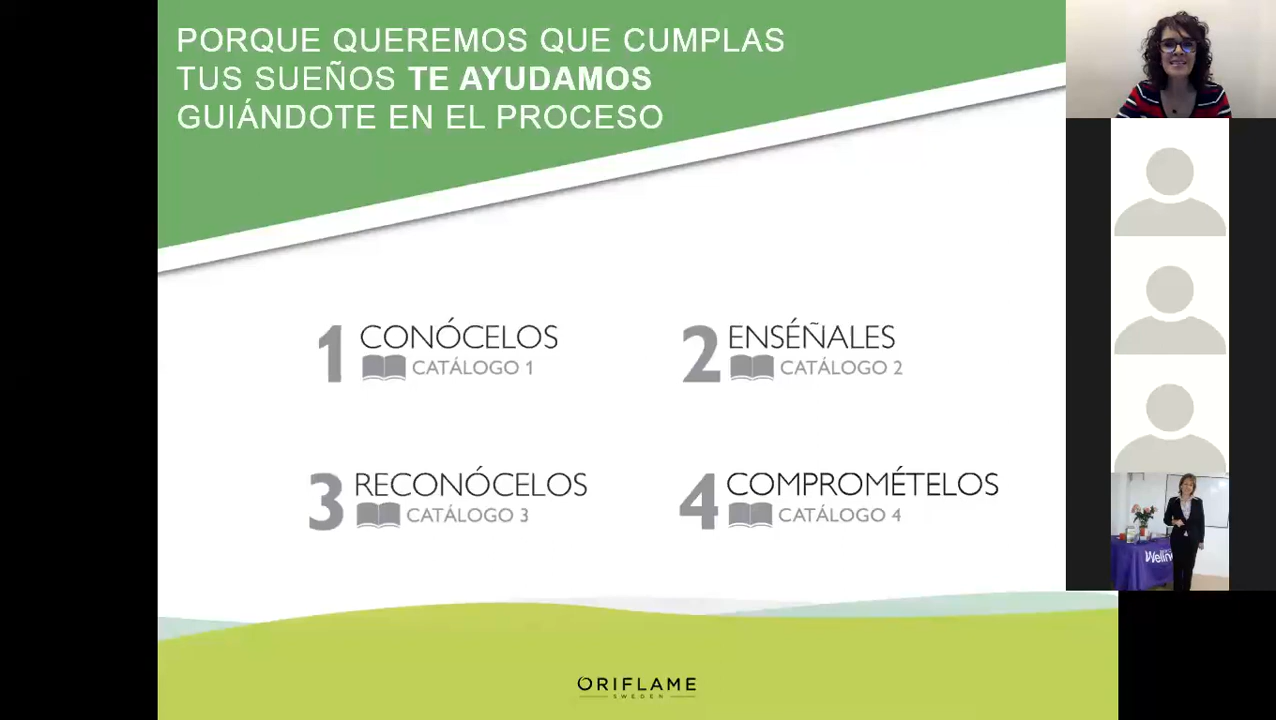 PORQUE QUEREMOS QUE CUMPLAS
TUS SUEÑOS TE AYUDAMOS
GUIÁNDOTE EN EL PROCESO
1 CONÓCELOS
CATÁLOGO 1
2 ENSÉÑALES
CATÁLOGO 2
3 RECONÓCELOS
CATÁLOGO 3
4 COMPROMÉTELOS
CATÁLOGO 4
ORIFLAME
SWEDEN